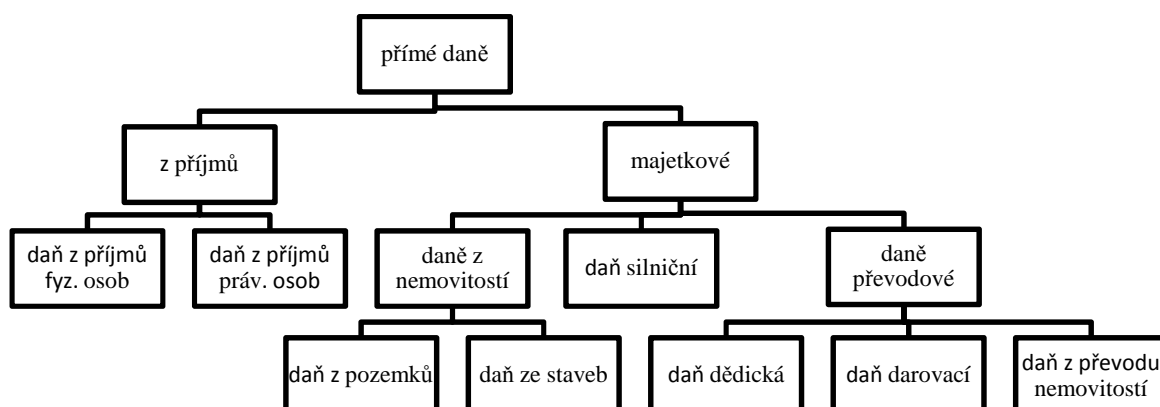 přímé daně
z příjmů
majetkové
daň z příjmů
fyz. osob
daň z příjmů
práv. osob
daně z
nemovitostí
daň silniční
daně
převodové
daň z pozemků
daň ze staveb
daň dědická
daň darovací
daň z převodu
nemovitostí